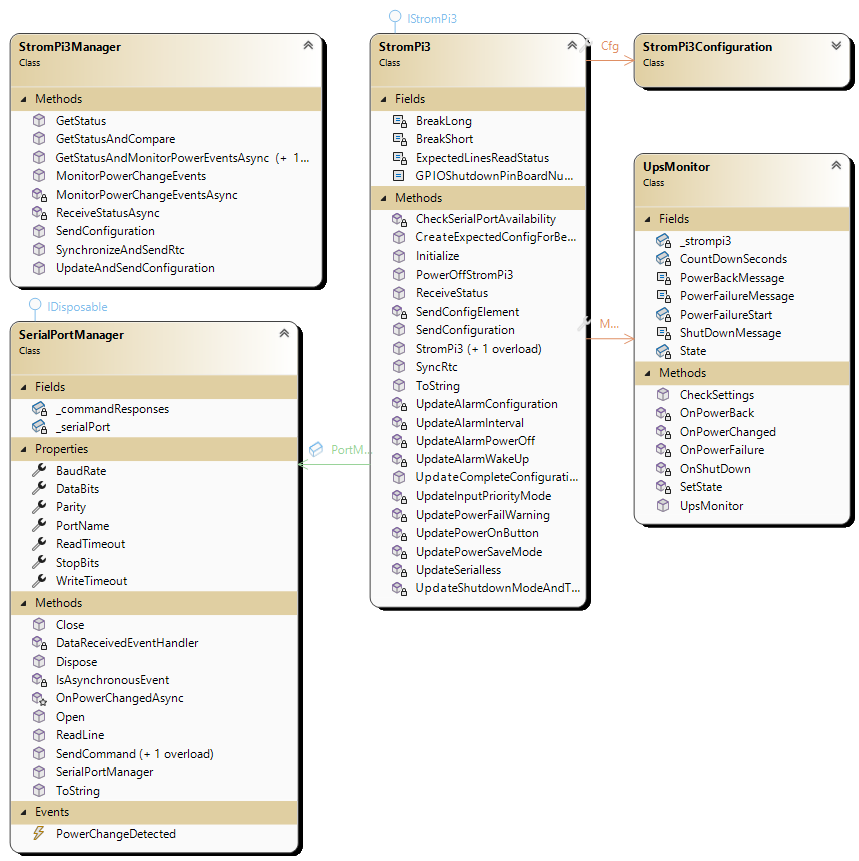 StromPi3Manager
Class
Methods
GetStatus
GetStatusAndCompare
GetStatusAndMonitorPowerEventsAsync (+ 1...
MonitorPowerChangeEvents
MonitorPowerChangeEventsAsync
ReceiveStatusAsync
SendConfiguration
SynchronizeAndSendRtc
UpdateAndSendConfiguration
IDisposable
SerialPortManager
Class
Fields
_commandResponses
_serialPort
Properties
BaudRate
DataBits
Parity
PortName
ReadTimeout
StopBits
WriteTimeout
Methods
Close
DataReceivedEventHandler
Dispose
IsAsynchronousEvent
OnPowerChangedAsync
Open
ReadLine
SendCommand (+ 1 overload)
SerialPortManager
ToString
Events
PowerChangeDetected
PortM...
IStromPi3
StromPi3
Class
Fields
BreakLong
BreakShort
ExpectedLinesReadStatus
GPIOShutdownPinBoardNu...
Methods
CheckSerialPortAvailability
CreateExpectedConfigForBe...
Initialize
PowerOffStromPi3
ReceiveStatus
SendConfigElement
SendConfiguration
StromPi3 (+ 1 overload)
SyncRtc
ToString
UpdateAlarmConfiguration
UpdateAlarmInterval
UpdateAlarmPowerOff
UpdateAlarmWakeUp
UpdateCompleteConfigurati...
UpdateInputPriorityMode
UpdatePowerFailWarning
UpdatePowerOnButton
UpdatePowerSaveMode
UpdateSerialless
UpdateShutdownModeAndT...
Cfg
M...
StromPi3Configuration
Class
UpsMonitor
Class
Fields
_strompi3
CountDownSeconds
PowerBackMessage
PowerFailureMessage
PowerFailureStart
ShutDownMessage
State
Methods
CheckSettings
OnPowerBack
OnPowerChanged
OnPowerFailure
OnShutDown
SetState
UpsMonitor